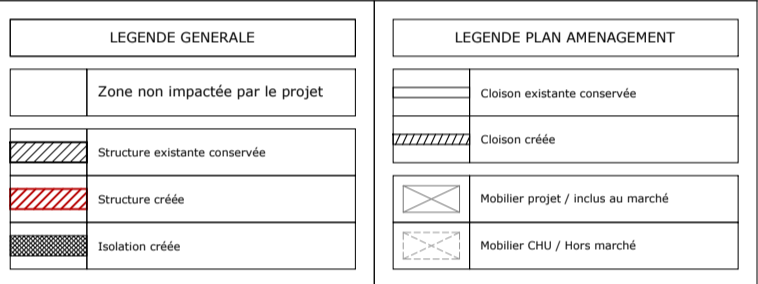 LEGENDE GENERALE
Zone non impactée par le projet
Structure existante conservée
Structure créée
Isolation créée
LEGENDE PLAN AMENAGEMENT
Cloison existante conservée
Cloison créée
Mobilier projet / inclus au marché
Mobilier CHU / Hors marché